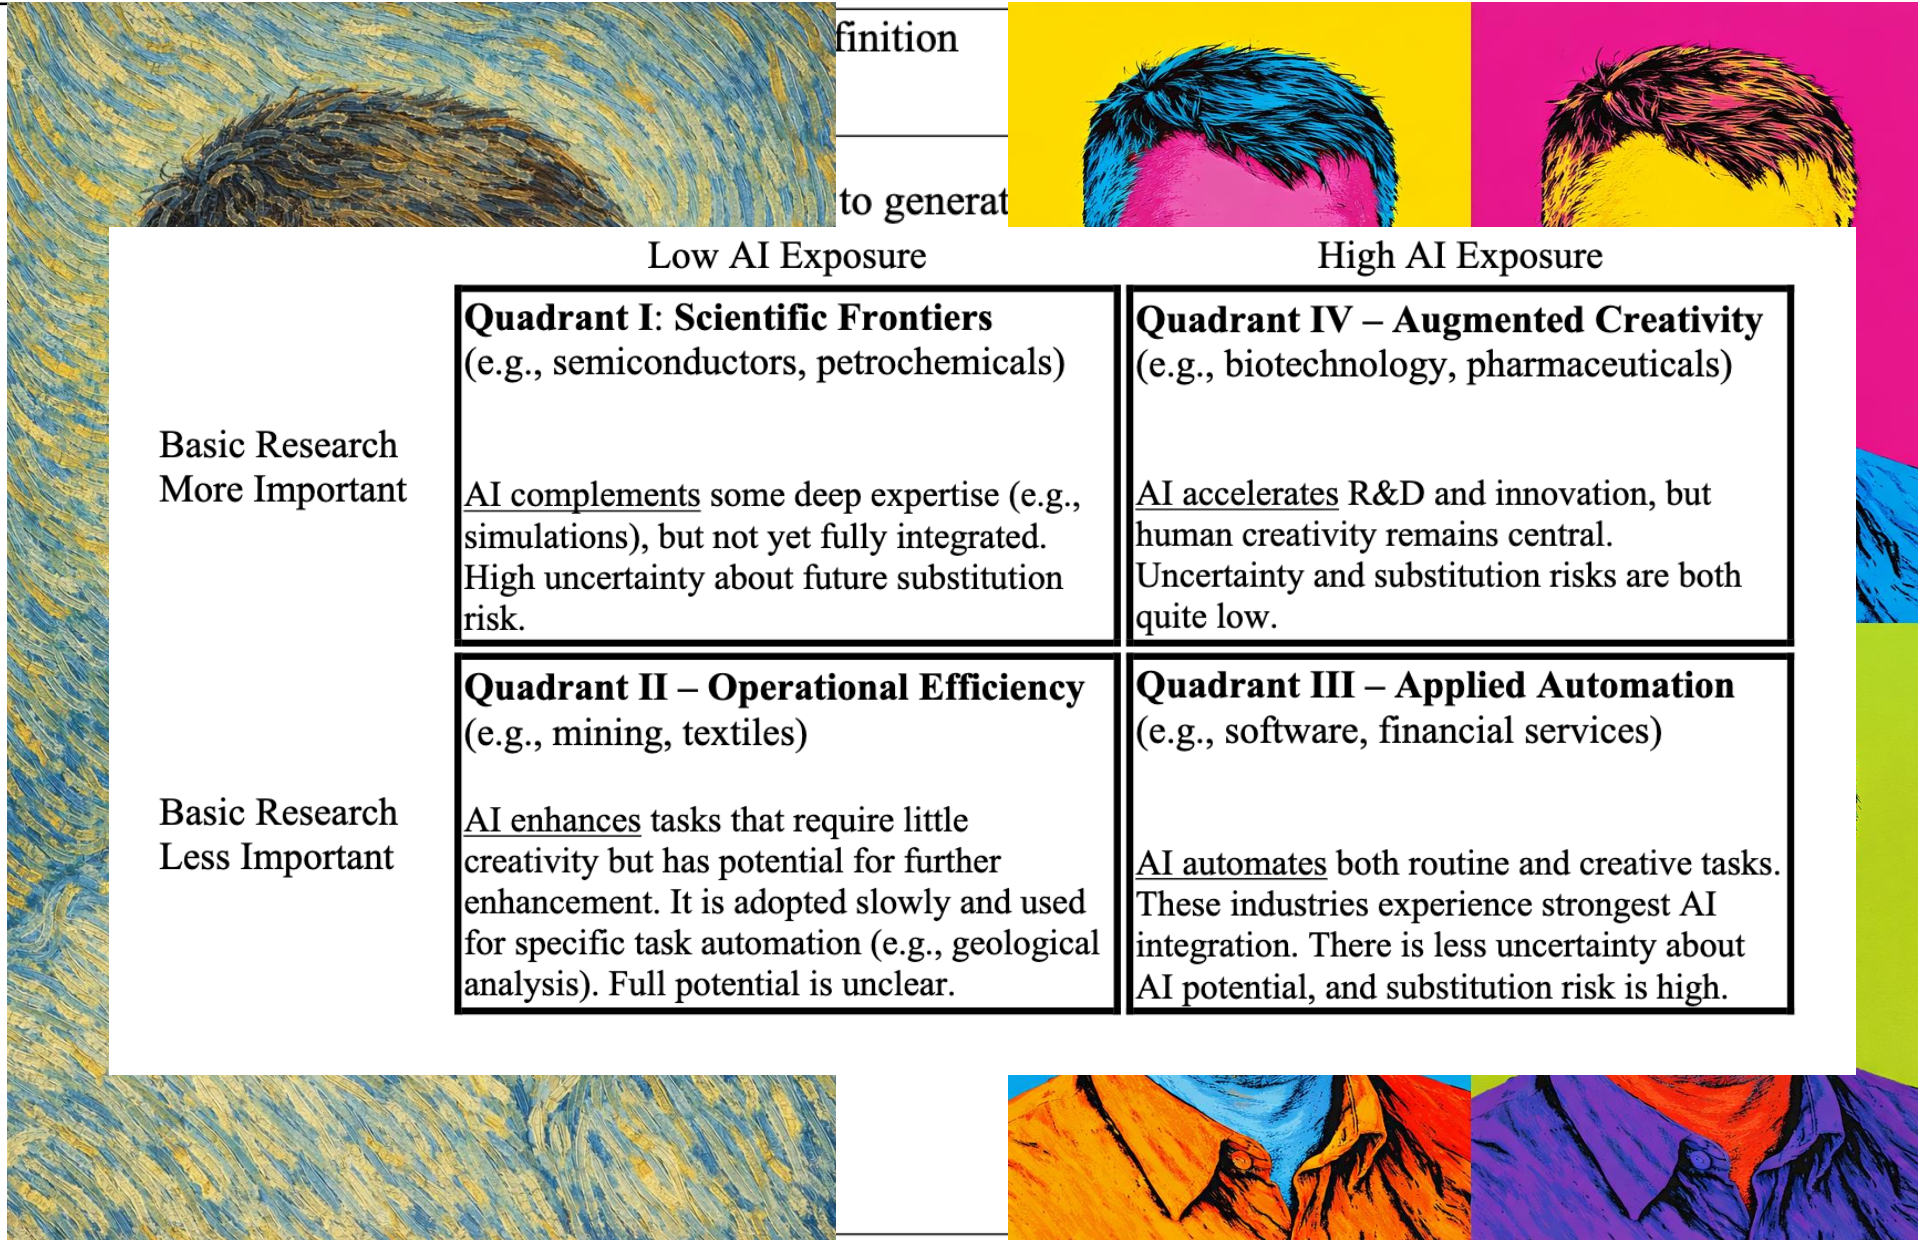 finition
to generat
Low AI Exposure
High AI Exposure
Basic Research
More Important
Quadrant I: Scientific Frontiers
(e.g., semiconductors, petrochemicals)
AI complements some deep expertise (e.g.,
simulations), but not yet fully integrated.
High uncertainty about future substitution
risk.
Quadrant IV – Augmented Creativity
(e.g., biotechnology, pharmaceuticals)
AI accelerates R&D and innovation, but
human creativity remains central.
Uncertainty and substitution risks are both
quite low.
Basic Research
Less Important
Quadrant II – Operational Efficiency
(e.g., mining, textiles)
AI enhances tasks that require little
creativity but has potential for further
enhancement. It is adopted slowly and used
for specific task automation (e.g., geological
analysis). Full potential is unclear.
Quadrant III – Applied Automation
(e.g., software, financial services)
AI automates both routine and creative tasks.
These industries experience strongest AI
integration. There is less uncertainty about
AI potential, and substitution risk is high.